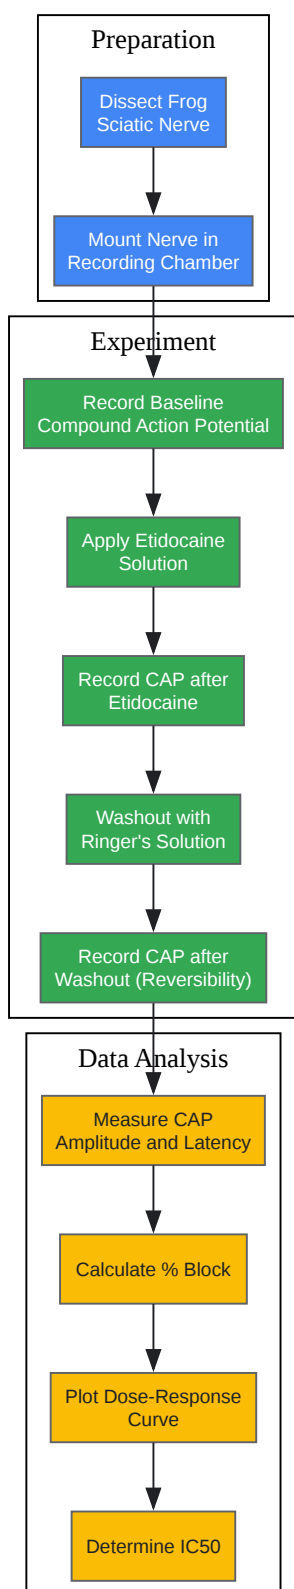 Preparation
Dissect Frog
Sciatic Nerve
Mount Nerve in
Recording Chamber
Experiment
Record Baseline
Compound Action Potential
Apply Etidocaine
Solution
Record CAP after
Etidocaine
Washout with
Ringer's Solution
Record CAP after
Washout (Reversibility)
Data Analysis
Measure CAP
Amplitude and Latency
Calculate % Block
Plot Dose-Response
Curve
Determine IC50